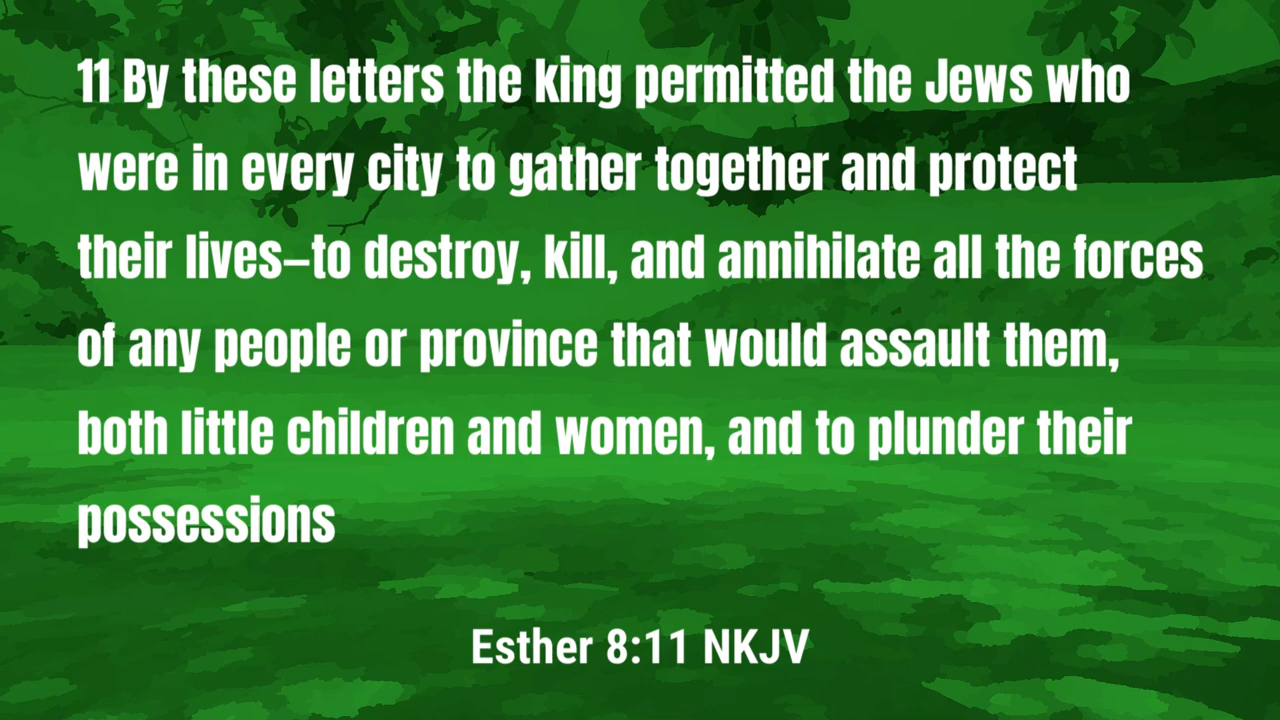 11 By these letters the king permitted the Jews who
were in every city to gather together and protect
their lives—to destroy, kill, and annihilate all the forces
of any people or province that would assault them,
both little children and women, and to plunder their
possessions
Esther 8:11 NKJV